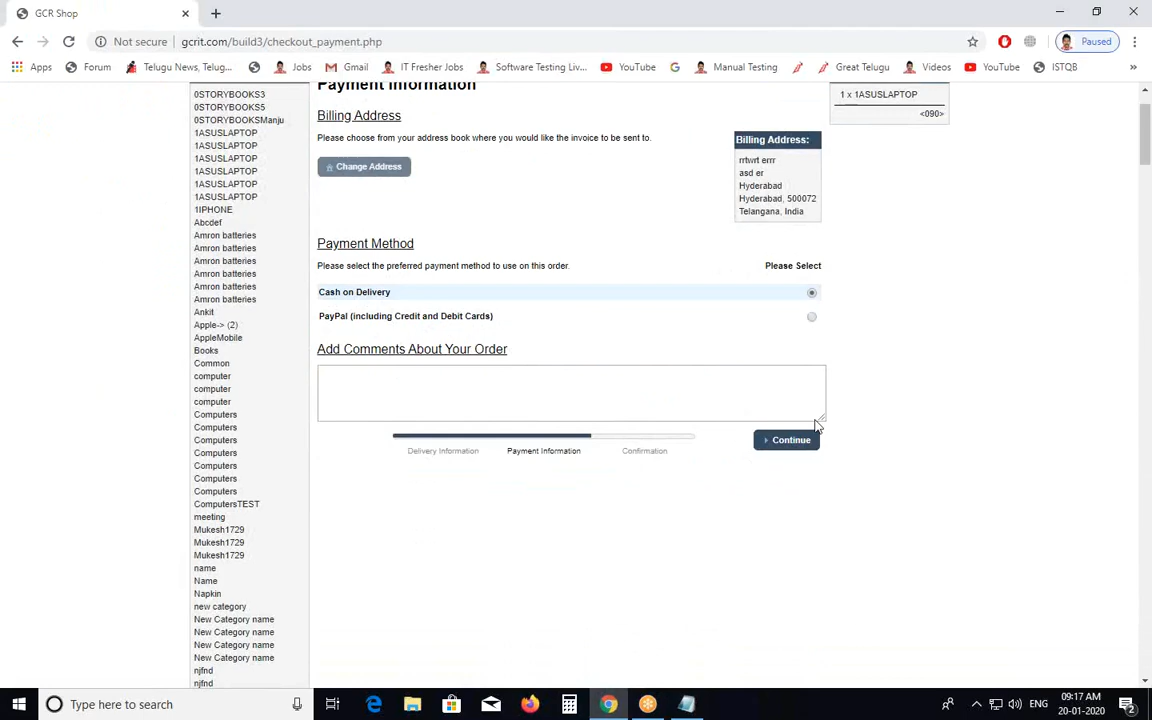 GCR Shop
Not secure
gcrit.com/build3/checkout_payment.php
Paused
Apps
Forum
Telugu News, Telug...
Jobs
Gmail
IT Fresher Jobs
Software Testing Liv...
YouTube
Manual Testing
Great Telugu
Videos
YouTube
ISTQB
»
0STORYBOOKS3
0STORYBOOKS5
0STORYBOOKSManju
1ASUSLAPTOP
1ASUSLAPTOP
1ASUSLAPTOP
1ASUSLAPTOP
1ASUSLAPTOP
1ASUSLAPTOP
1IPHONE
Abcdef
Amron batteries
Amron batteries
Amron batteries
Amron batteries
Amron batteries
Amron batteries
Ankit
Apple-> (2)
AppleMobile
Books
Common
computer
computer
computer
Computers
Computers
Computers
Computers
Computers
Computers
Computers
ComputersTEST
meeting
Mukesh1729
Mukesh1729
Mukesh1729
name
Name
Napkin
new category
New Category name
New Category name
New Category name
New Category name
njfnd
njfnd
Payment Information
Billing Address
Please choose from your address book where you would like the invoice to be sent to.
Change Address
Billing Address:
rrtwrt errr
asd er
Hyderabad
Hyderabad, 500072
Telangana, India
Payment Method
Please select the preferred payment method to use on this order.
Please Select
Cash on Delivery
PayPal (including Credit and Debit Cards)
Add Comments About Your Order
Continue
Delivery Information
Payment Information
Confirmation
1 x 1ASUSLAPTOP
<090>
Type here to search
ENG
09:17 AM
20-01-2020
2